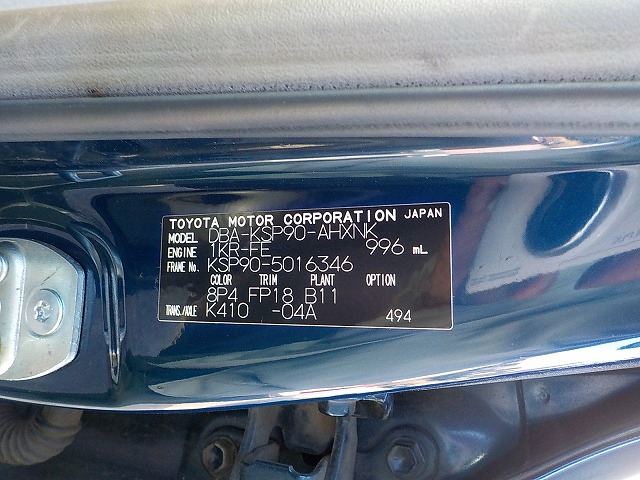 TOYOTA MOTOR CORPORATION JAPAN
MODEL DBA-KSP90-AHXNK
ENGINE 1KR-FE 996 mL
FRAME No. KSP90-5016346
COLOR TRIM PLANT OPTION
8P4 FP18 B11
TRANS./AXLE K410 -04A 494